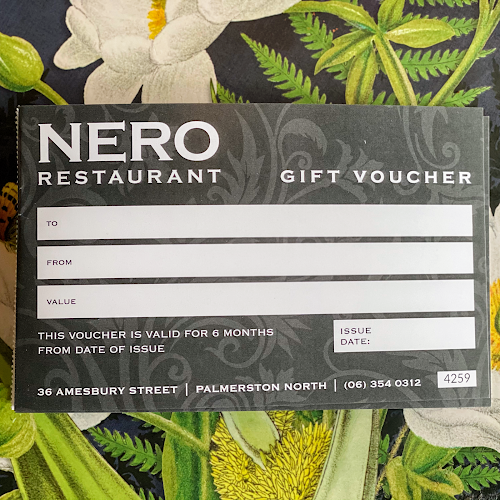 NERO
RESTAURANT GIFT VOUCHER
TO
FROM
VALUE
THIS VOUCHER IS VALID FOR 6 MONTHS
FROM DATE OF ISSUE
ISSUE
DATE:
36 AMESBURY STREET | PALMERSTON NORTH | (06) 354 0312
4259